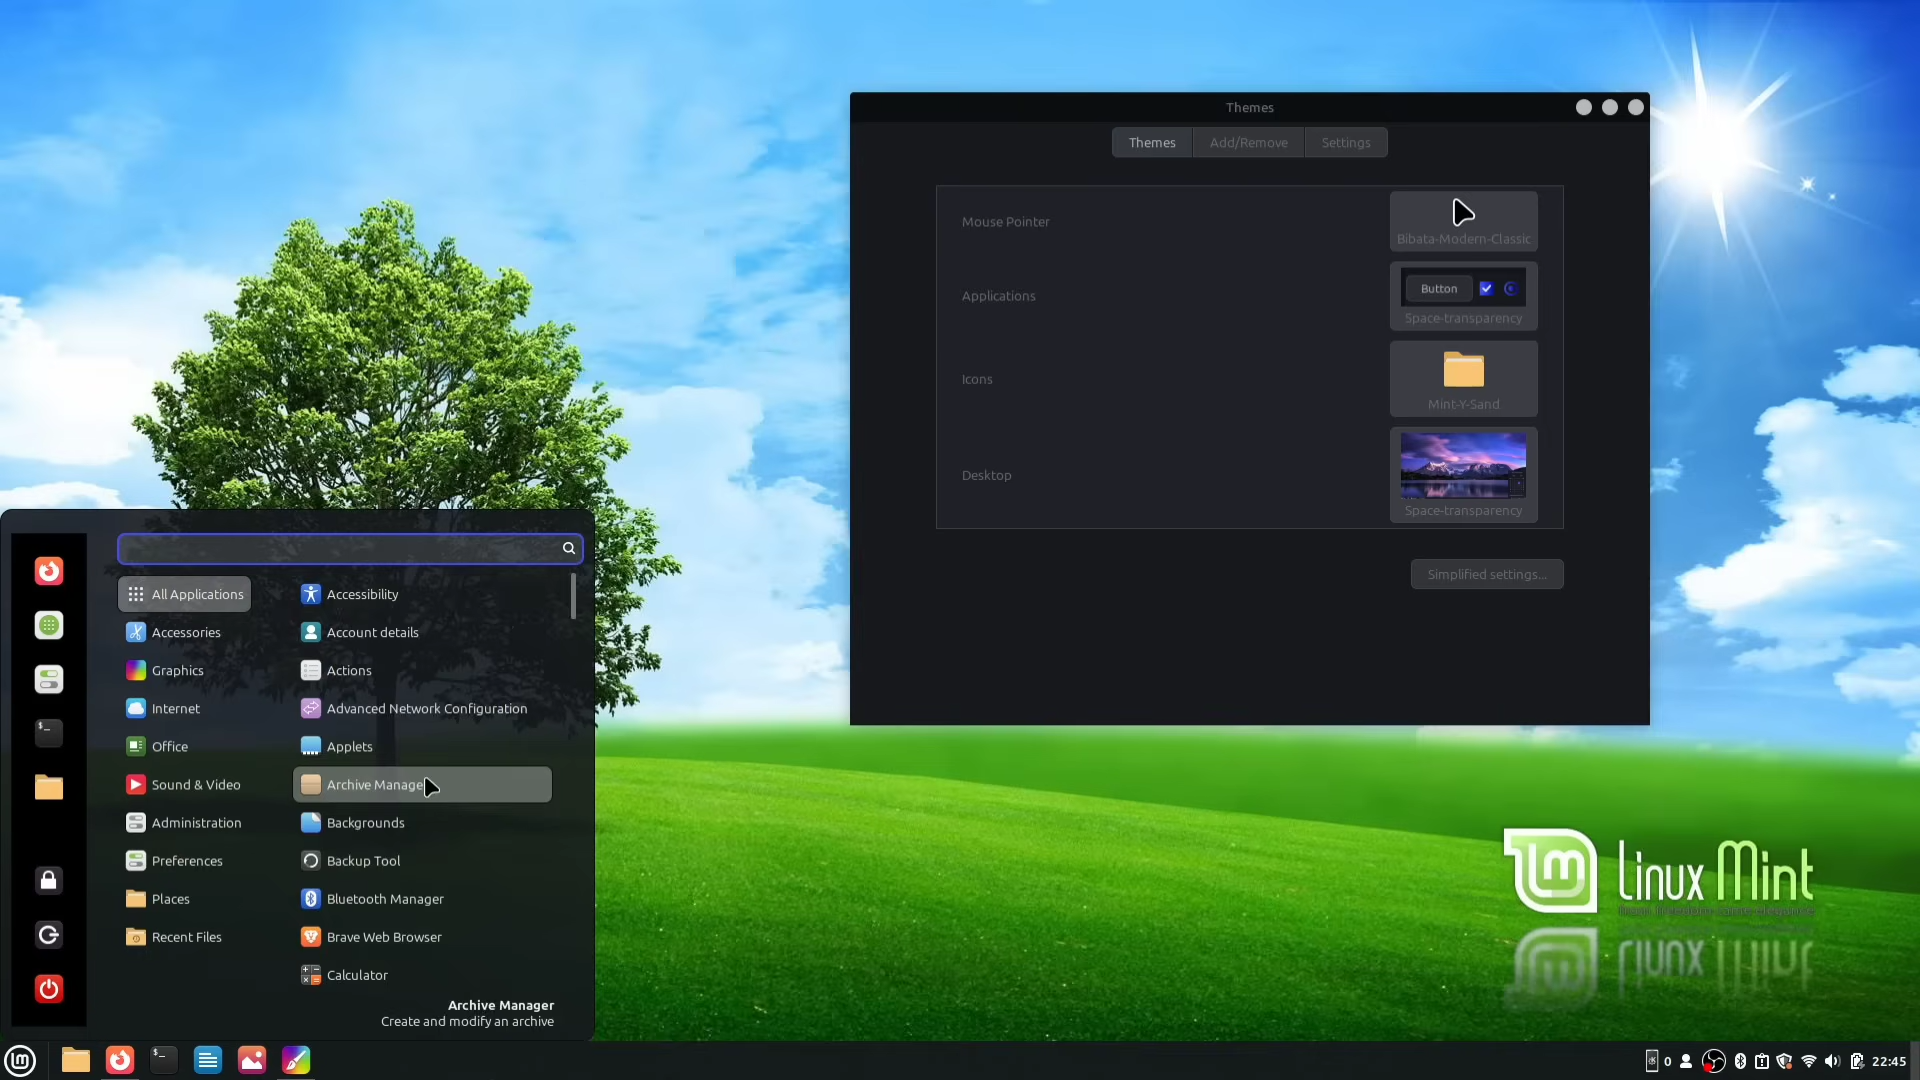 Themes
Themes
Add/Remove
Settings
Mouse Pointer
Bibata-Modern-Classic
Applications
Button
Space-transparency
Icons
Mint-Y-Sand
Desktop
Space-transparency
Simplified settings...
All Applications
Accessories
Graphics
Internet
Office
Sound & Video
Administration
Preferences
Places
Recent Files
Accessibility
Account details
Actions
Advanced Network Configuration
Applets
Archive Manage
Backgrounds
Backup Tool
Bluetooth Manager
Brave Web Browser
Calculator
Archive Manager
Create and modify an archive
Linux Mint
0
22:45